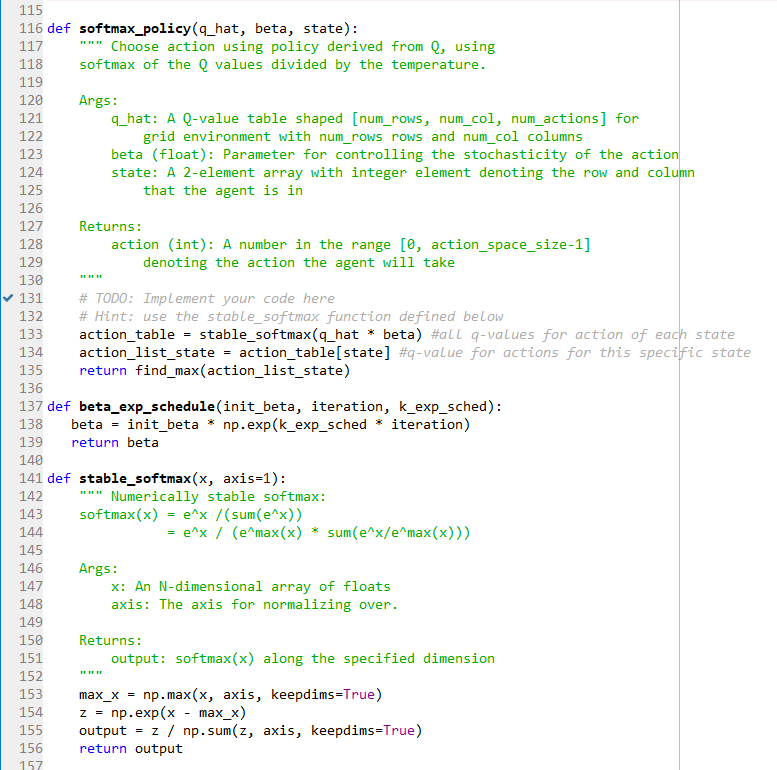 115
116 def softmax_policy(q_hat, beta, state):
117     """ Choose action using policy derived from Q, using
118     softmax of the Q values divided by the temperature.
119
120     Args:
121         q_hat: A Q-value table shaped [num_rows, num_col, num_actions] for
122             grid environment with num_rows rows and num_col columns
123         beta (float): Parameter for controlling the stochasticity of the action
124         state: A 2-element array with integer element denoting the row and column
125             that the agent is in
126
127     Returns:
128         action (int): A number in the range [0, action_space_size-1]
129             denoting the action the agent will take
130     """
131     # TODO: Implement your code here
132     # Hint: use the stable_softmax function defined below
133     action_table = stable_softmax(q_hat * beta) #all q-values for action of each state
134     action_list_state = action_table[state] #q-value for actions for this specific state
135     return find_max(action_list_state)
136
137 def beta_exp_schedule(init_beta, iteration, k_exp_sched):
138    beta = init_beta * np.exp(k_exp_sched * iteration)
139    return beta
140
141 def stable_softmax(x, axis=1):
142     """ Numerically stable softmax:
143     softmax(x) = e^x /(sum(e^x))
144                = e^x / (e^max(x) * sum(e^x/e^max(x)))
145
146     Args:
147         x: An N-dimensional array of floats
148         axis: The axis for normalizing over.
149
150     Returns:
151         output: softmax(x) along the specified dimension
152     """
153     max_x = np.max(x, axis, keepdims=True)
154     z = np.exp(x - max_x)
155     output = z / np.sum(z, axis, keepdims=True)
156     return output
157